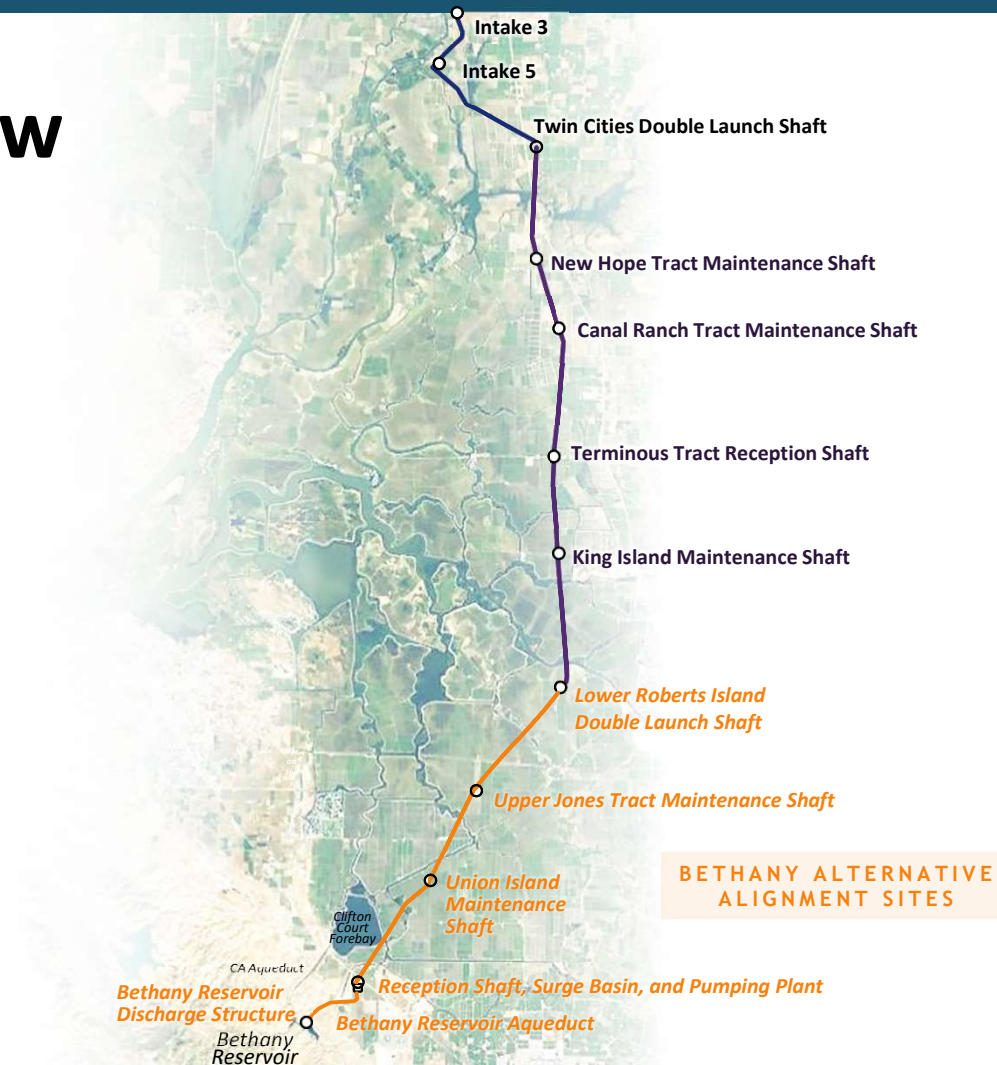 Intake 3
Intake 5
w
Twin Cities Double Launch Shaft
New Hope Tract Maintenance Shaft
Canal Ranch Tract Maintenance Shaft
Terminous Tract Reception Shaft
King Island Maintenance Shaft
Lower Roberts Island
Double Launch Shaft
Upper Jones Tract Maintenance Shaft
BETHANY ALTERNATIVE
ALIGNMENT SITES
Union Island
Maintenance
Shaft
Clifton
Court
Forebay
CA Aqueduct
Reception Shaft, Surge Basin, and Pumping Plant
Bethany Reservoir
Discharge Structure
Bethany Reservoir Aqueduct
Bethany
Reservoir